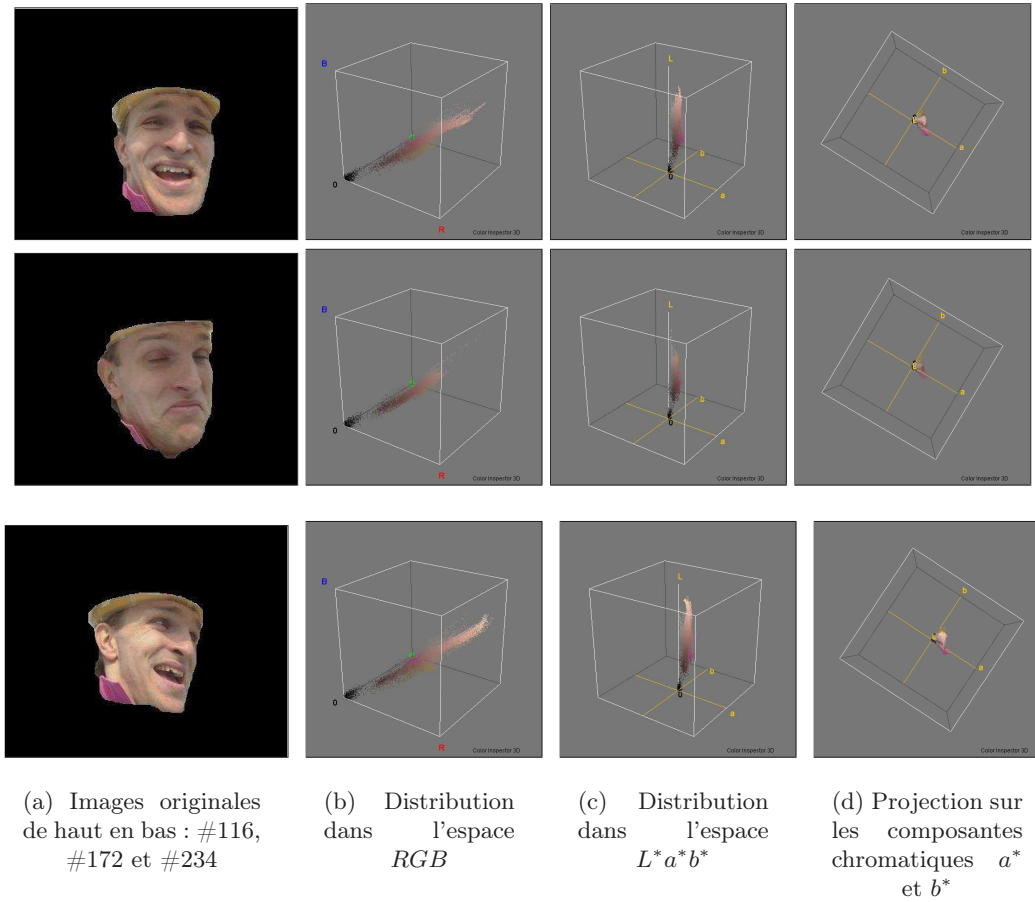 B
0
R
Color Inspector 3D
L
b
0
a
Color Inspector 3D
b
a
Color Inspector 3D
B
0
R
Color Inspector 3D
L
b
0
a
Color Inspector 3D
b
a
Color Inspector 3D
B
0
R
Color Inspector 3D
L
b
0
a
Color Inspector 3D
b
a
Color Inspector 3D
(a) Images originales
de haut en bas : #116,
#172 et #234
(b) Distribution
dans l'espace
RGB
(c) Distribution
dans l'espace
L*a*b*
(d) Projection sur
les composantes
chromatiques a*
et b*